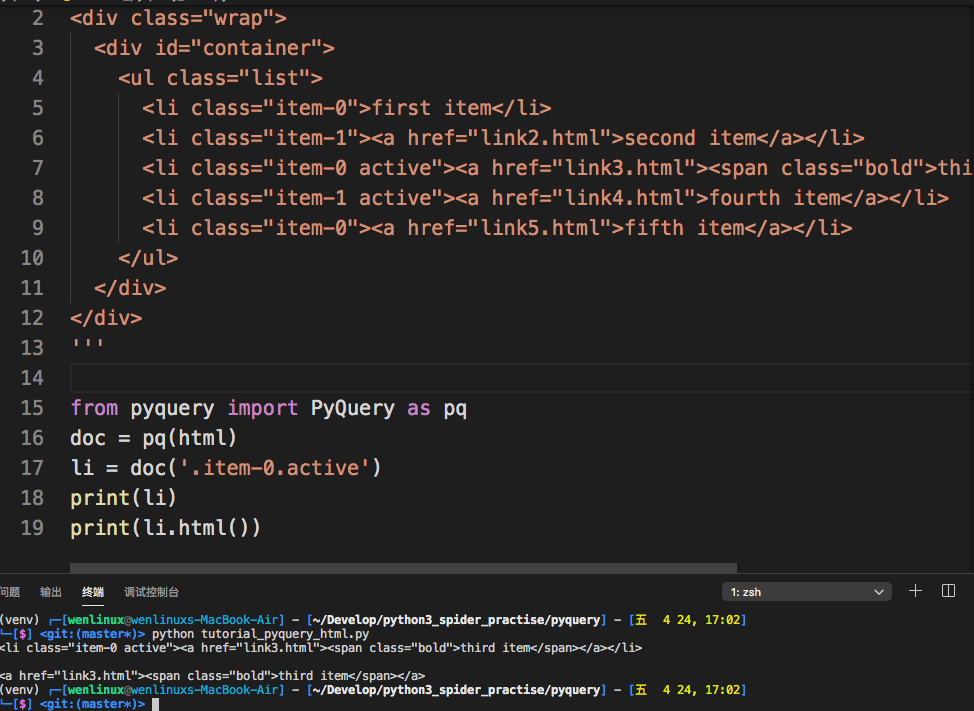 2 <div class="wrap">
3 <div id="container">
4 <ul class="list">
5 <li class="item-0">first item</li>
6 <li class="item-1"><a href="link2.html">second item</a></li>
7 <li class="item-0 active"><a href="link3.html"><span class="bold">thi
8 <li class="item-1 active"><a href="link4.html">fourth item</a></li>
9 <li class="item-0"><a href="link5.html">fifth item</a></li>
10 </ul>
11 </div>
12 </div>
13 '''
14
15 from pyquery import PyQuery as pq
16 doc = pq(html)
17 li = doc('.item-0.active')
18 print(li)
19 print(li.html())
问题 输出 终端 调试控制台 1: zsh
(venv) ┌─[wenlinux@wenlinuxs-MacBook-Air] - [~/Develop/python3_spider_practise/pyquery] - [五 4 24, 17:02]
└─[$] <git:(master*)> python tutorial_pyquery_html.py
<li class="item-0 active"><a href="link3.html"><span class="bold">third item</span></a></li>
<a href="link3.html"><span class="bold">third item</span></a>
(venv) ┌─[wenlinux@wenlinuxs-MacBook-Air] - [~/Develop/python3_spider_practise/pyquery] - [五 4 24, 17:02]
└─[$] <git:(master*)>